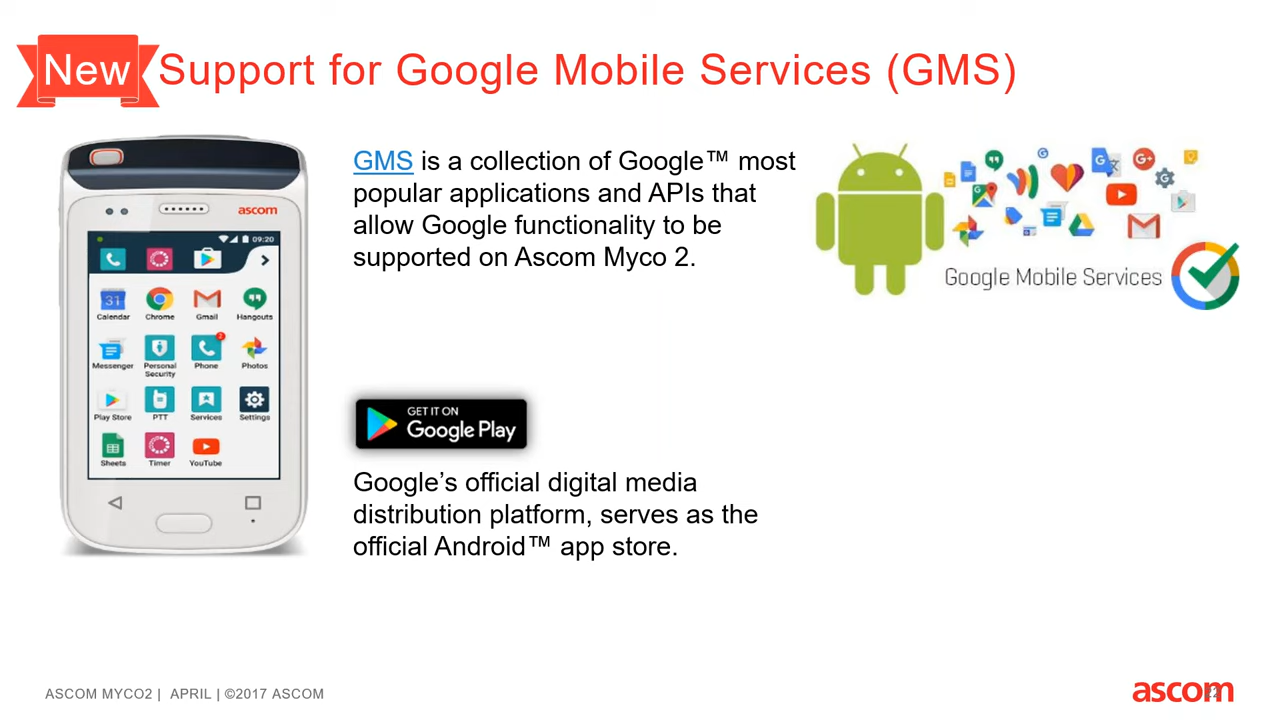 New
Support for Google Mobile Services (GMS)
GMS is a collection of Google™ most
popular applications and APIs that
allow Google functionality to be
supported on Ascom Myco 2.
ascom
09:20
31
Calendar
Chrome
Gmail
Hangouts
Messenger
Personal
Security
Phone
Photos
Play Store
PTT
Services
Settings
Sheets
Timer
YouTube
Google Mobile Services
GET IT ON
Google Play
Google’s official digital media
distribution platform, serves as the
official Android™ app store.
ASCOM MYCO2 | APRIL | ©2017 ASCOM
ascom
22